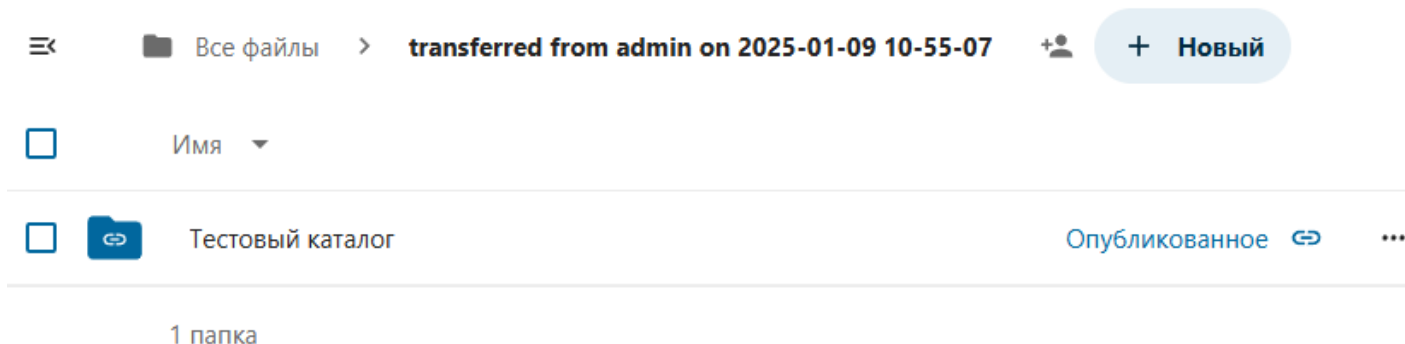 Все файлы > transferred from admin on 2025-01-09 10-55-07 + Новый
Имя
Тестовый каталог Опубликованное
1 папка